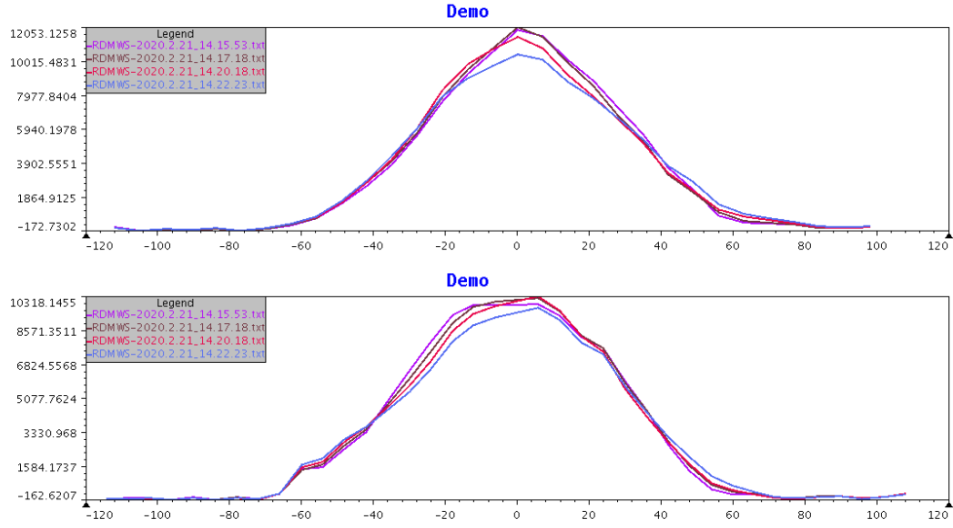 Demo
12053.1258
10015.4831
7977.8404
5940.1978
3902.5551
1864.9125
-172.7302
Legend
RDMWS-2020.2.21_14.15.53.txt
RDMWS-2020.2.21_14.17.18.txt
RDMWS-2020.2.21_14.20.18.txt
RDMWS-2020.2.21_14.22.23.txt
-120 -100 -80 -60 -40 -20 0 20 40 60 80 100 120
Demo
10318.1455
8571.3511
6824.5568
5077.7624
3330.968
1584.1737
-162.6207
Legend
RDMWS-2020.2.21_14.15.53.txt
RDMWS-2020.2.21_14.17.18.txt
RDMWS-2020.2.21_14.20.18.txt
RDMWS-2020.2.21_14.22.23.txt
-120 -100 -80 -60 -40 -20 0 20 40 60 80 100 120